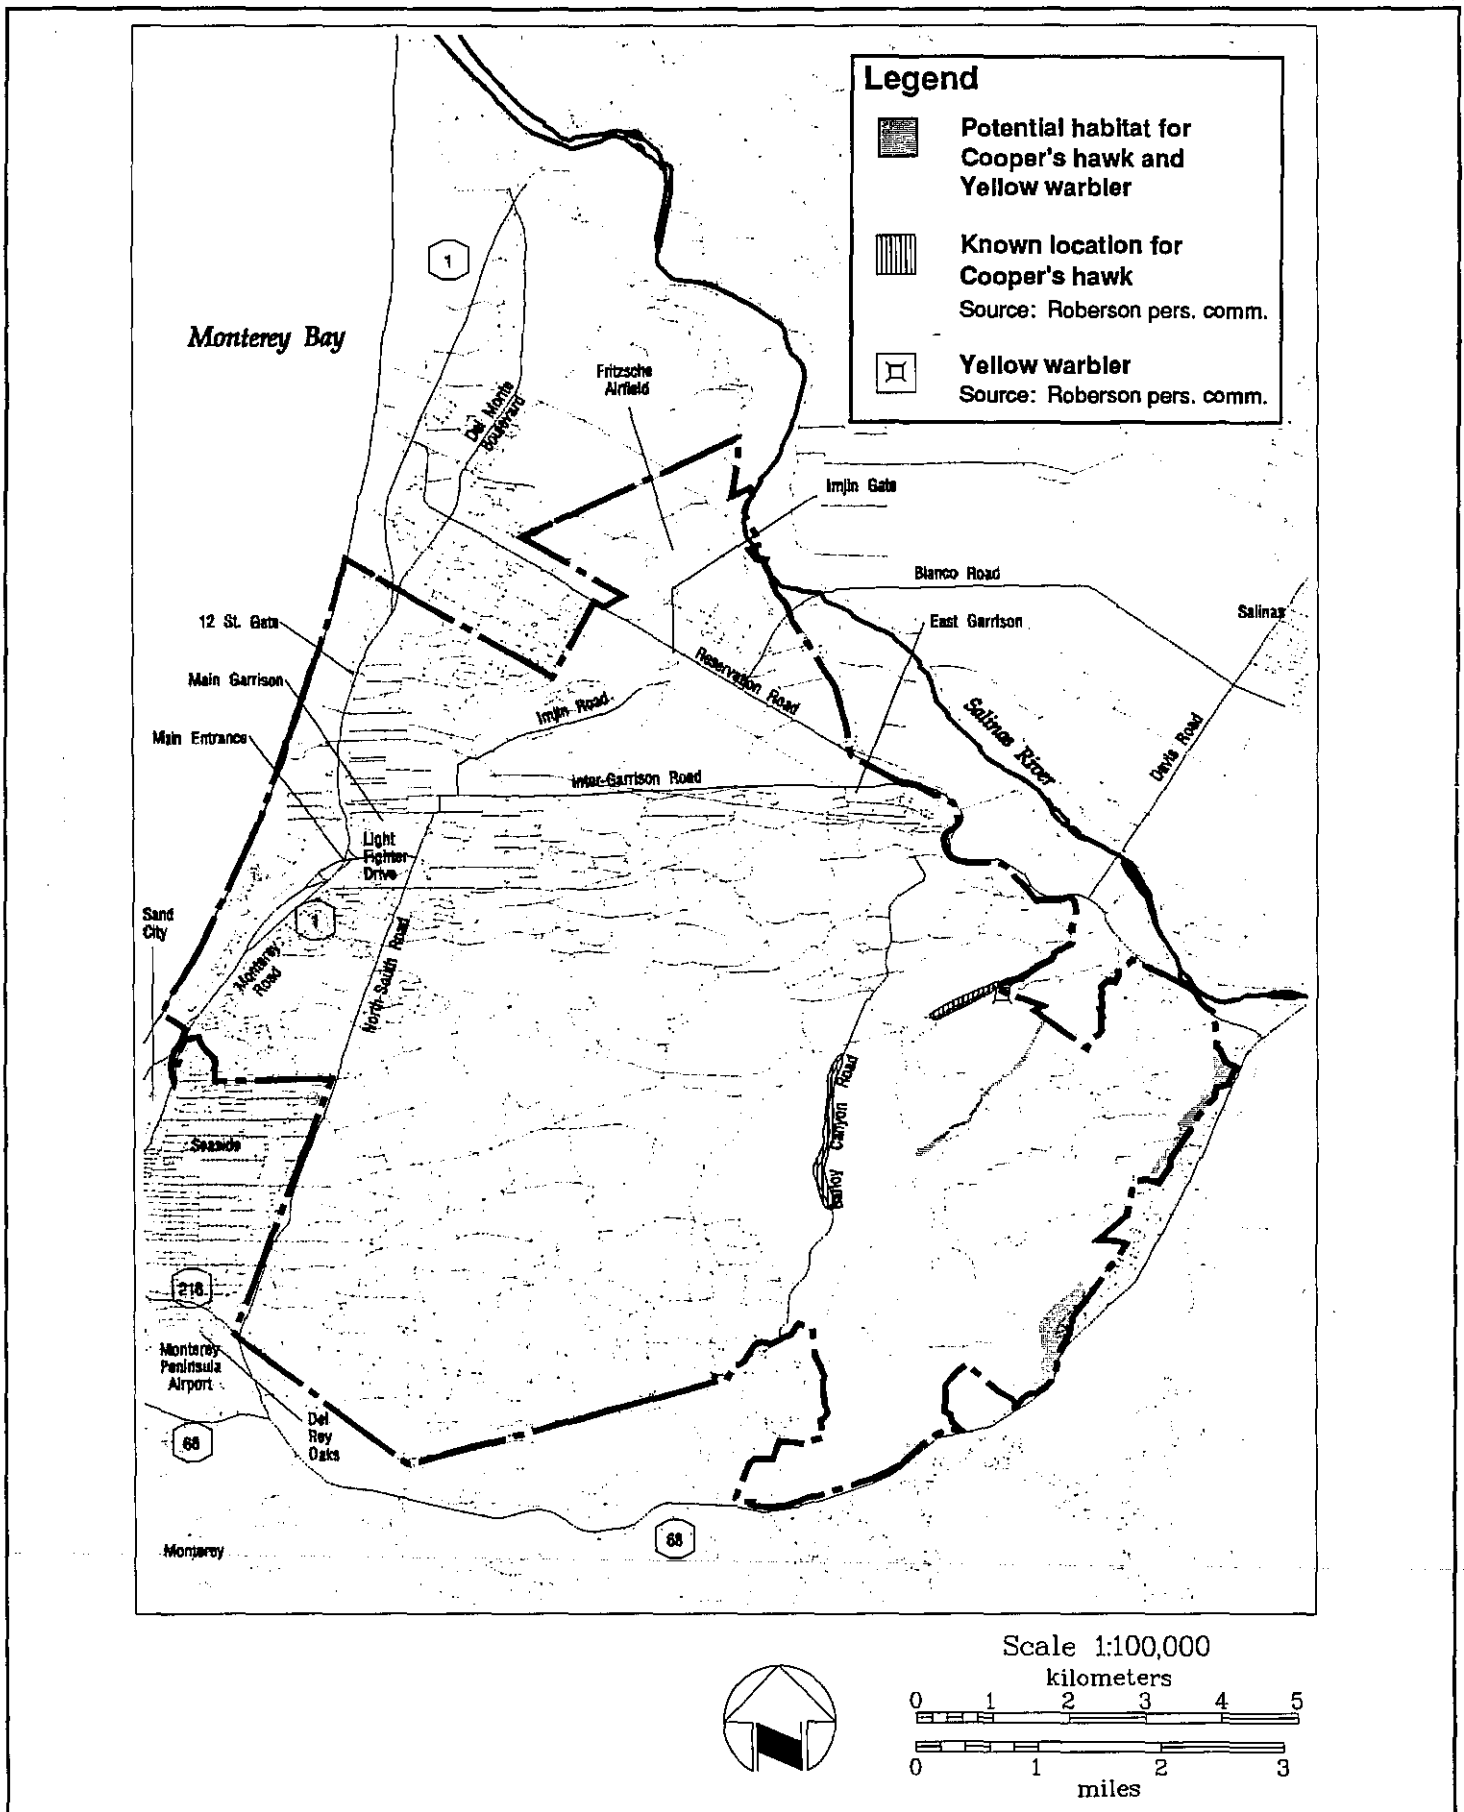 Legend
Potential habitat for
Cooper's hawk and
Yellow warbler
Known location for
Cooper's hawk
Source: Roberson pers. comm.
Yellow warbler
Source: Roberson pers. comm.
1
Monterey Bay
Fritzsche
Airfield
Del Monte
Boulevard
Imjin Gate
Blanco Road
Salinas
12 St. Gate
East Garrison
Main Garrison
Reservation Road
Imjin Road
Salinas River
Main Entrance
Davis Road
Inter-Garrison Road
Light
Fighter
Drive
Sand
City
1
Monterey
Road
North-South Road
Barloy Canyon Road
Seaside
218
Monterey
Peninsula
Airport
Del
Rey
Oaks
68
68
Monterey
Scale 1:100,000
kilometers
0 1 2 3 4 5
0 1 2 3
miles